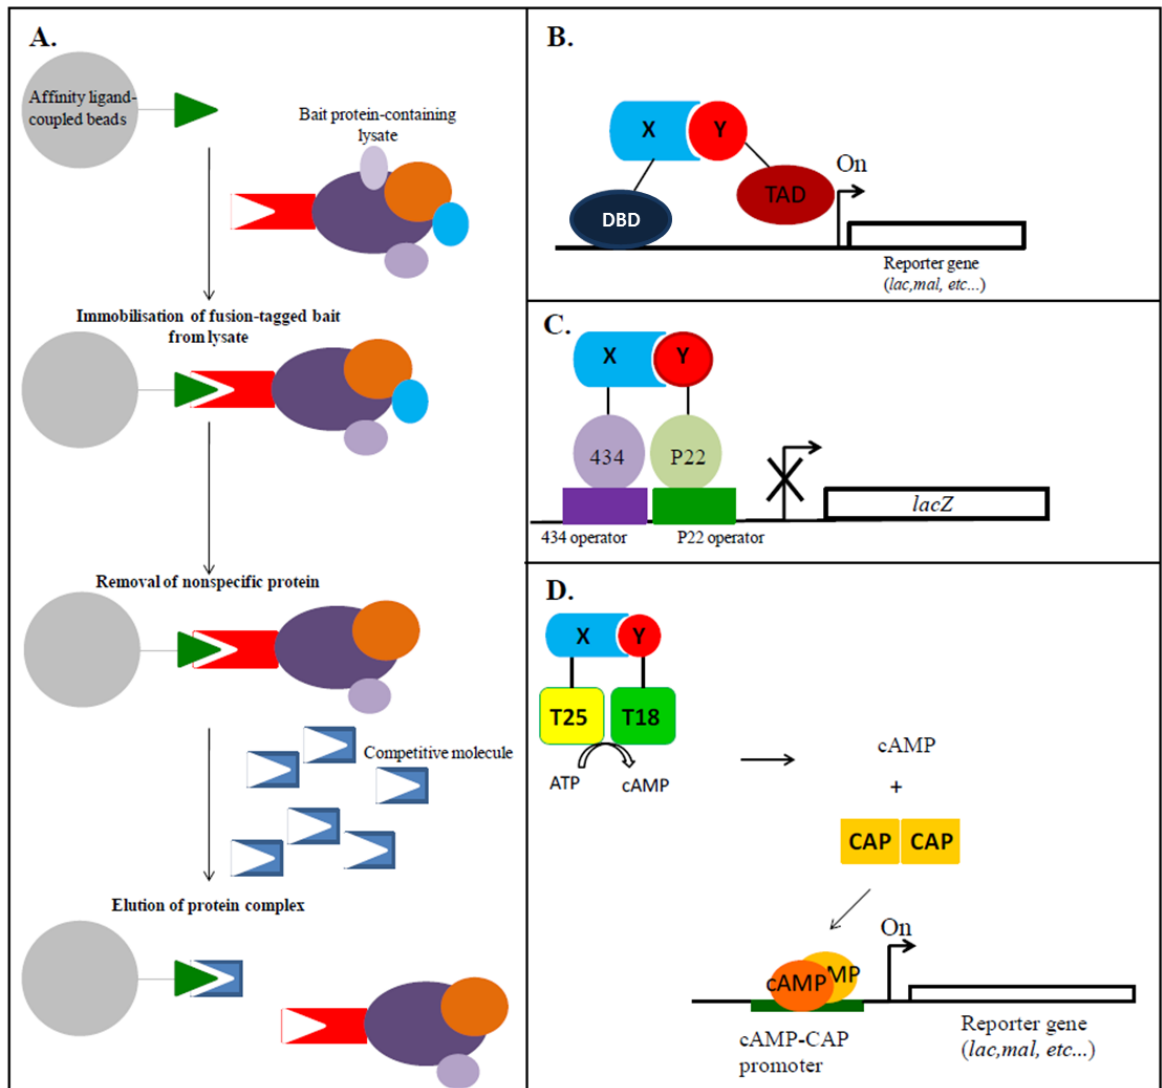 A.
Affinity ligand-
coupled beads
Bait protein-containing
lysate
Immobilisation of fusion-tagged bait
from lysate
Removal of nonspecific protein
Competitive molecule
Elution of protein complex
B.
X
Y
DBD
TAD
On
Reporter gene
(lac,mal, etc...)
C.
X
Y
434
P22
lacZ
434 operator
P22 operator
D.
X
Y
T25
T18
ATP
cAMP
cAMP
+
CAP
CAP
On
cAMP
MP
cAMP-CAP
promoter
Reporter gene
(lac,mal, etc...)